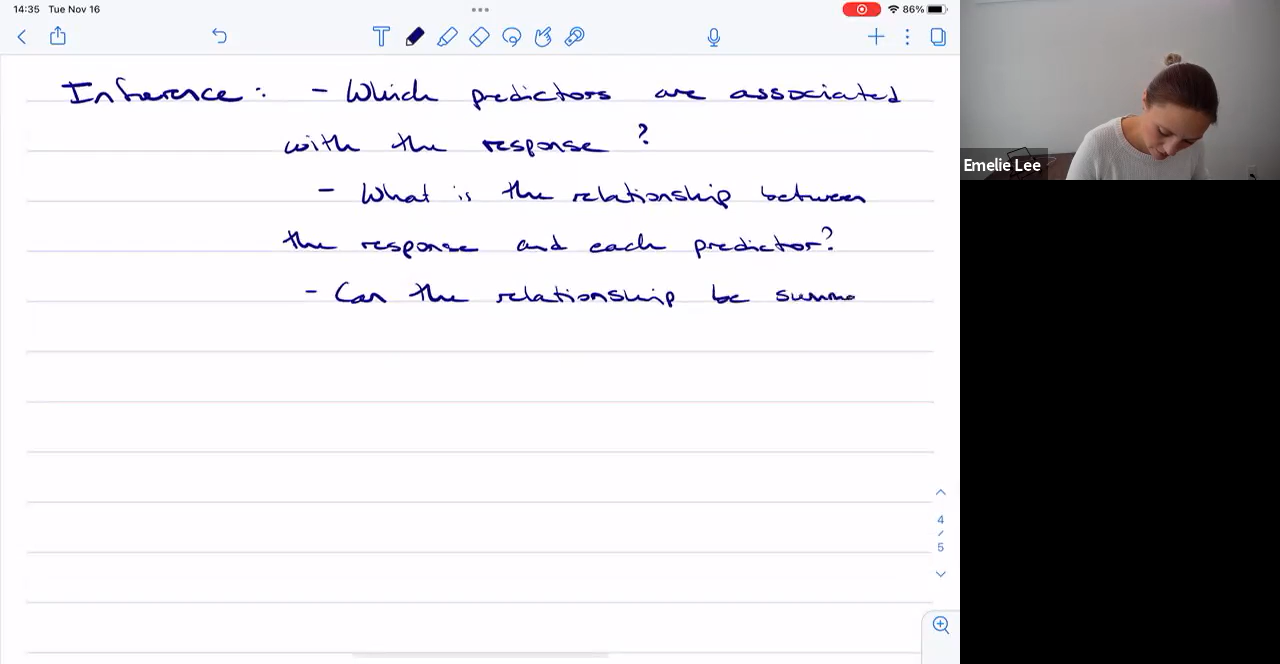 14:35 Tue Nov 16
86%
Inference: - Which predictors are associated
with the response?
- What is the relationship between
the response and each predictor?
- Can the relationship be summa
Emelie Lee
4
/
5